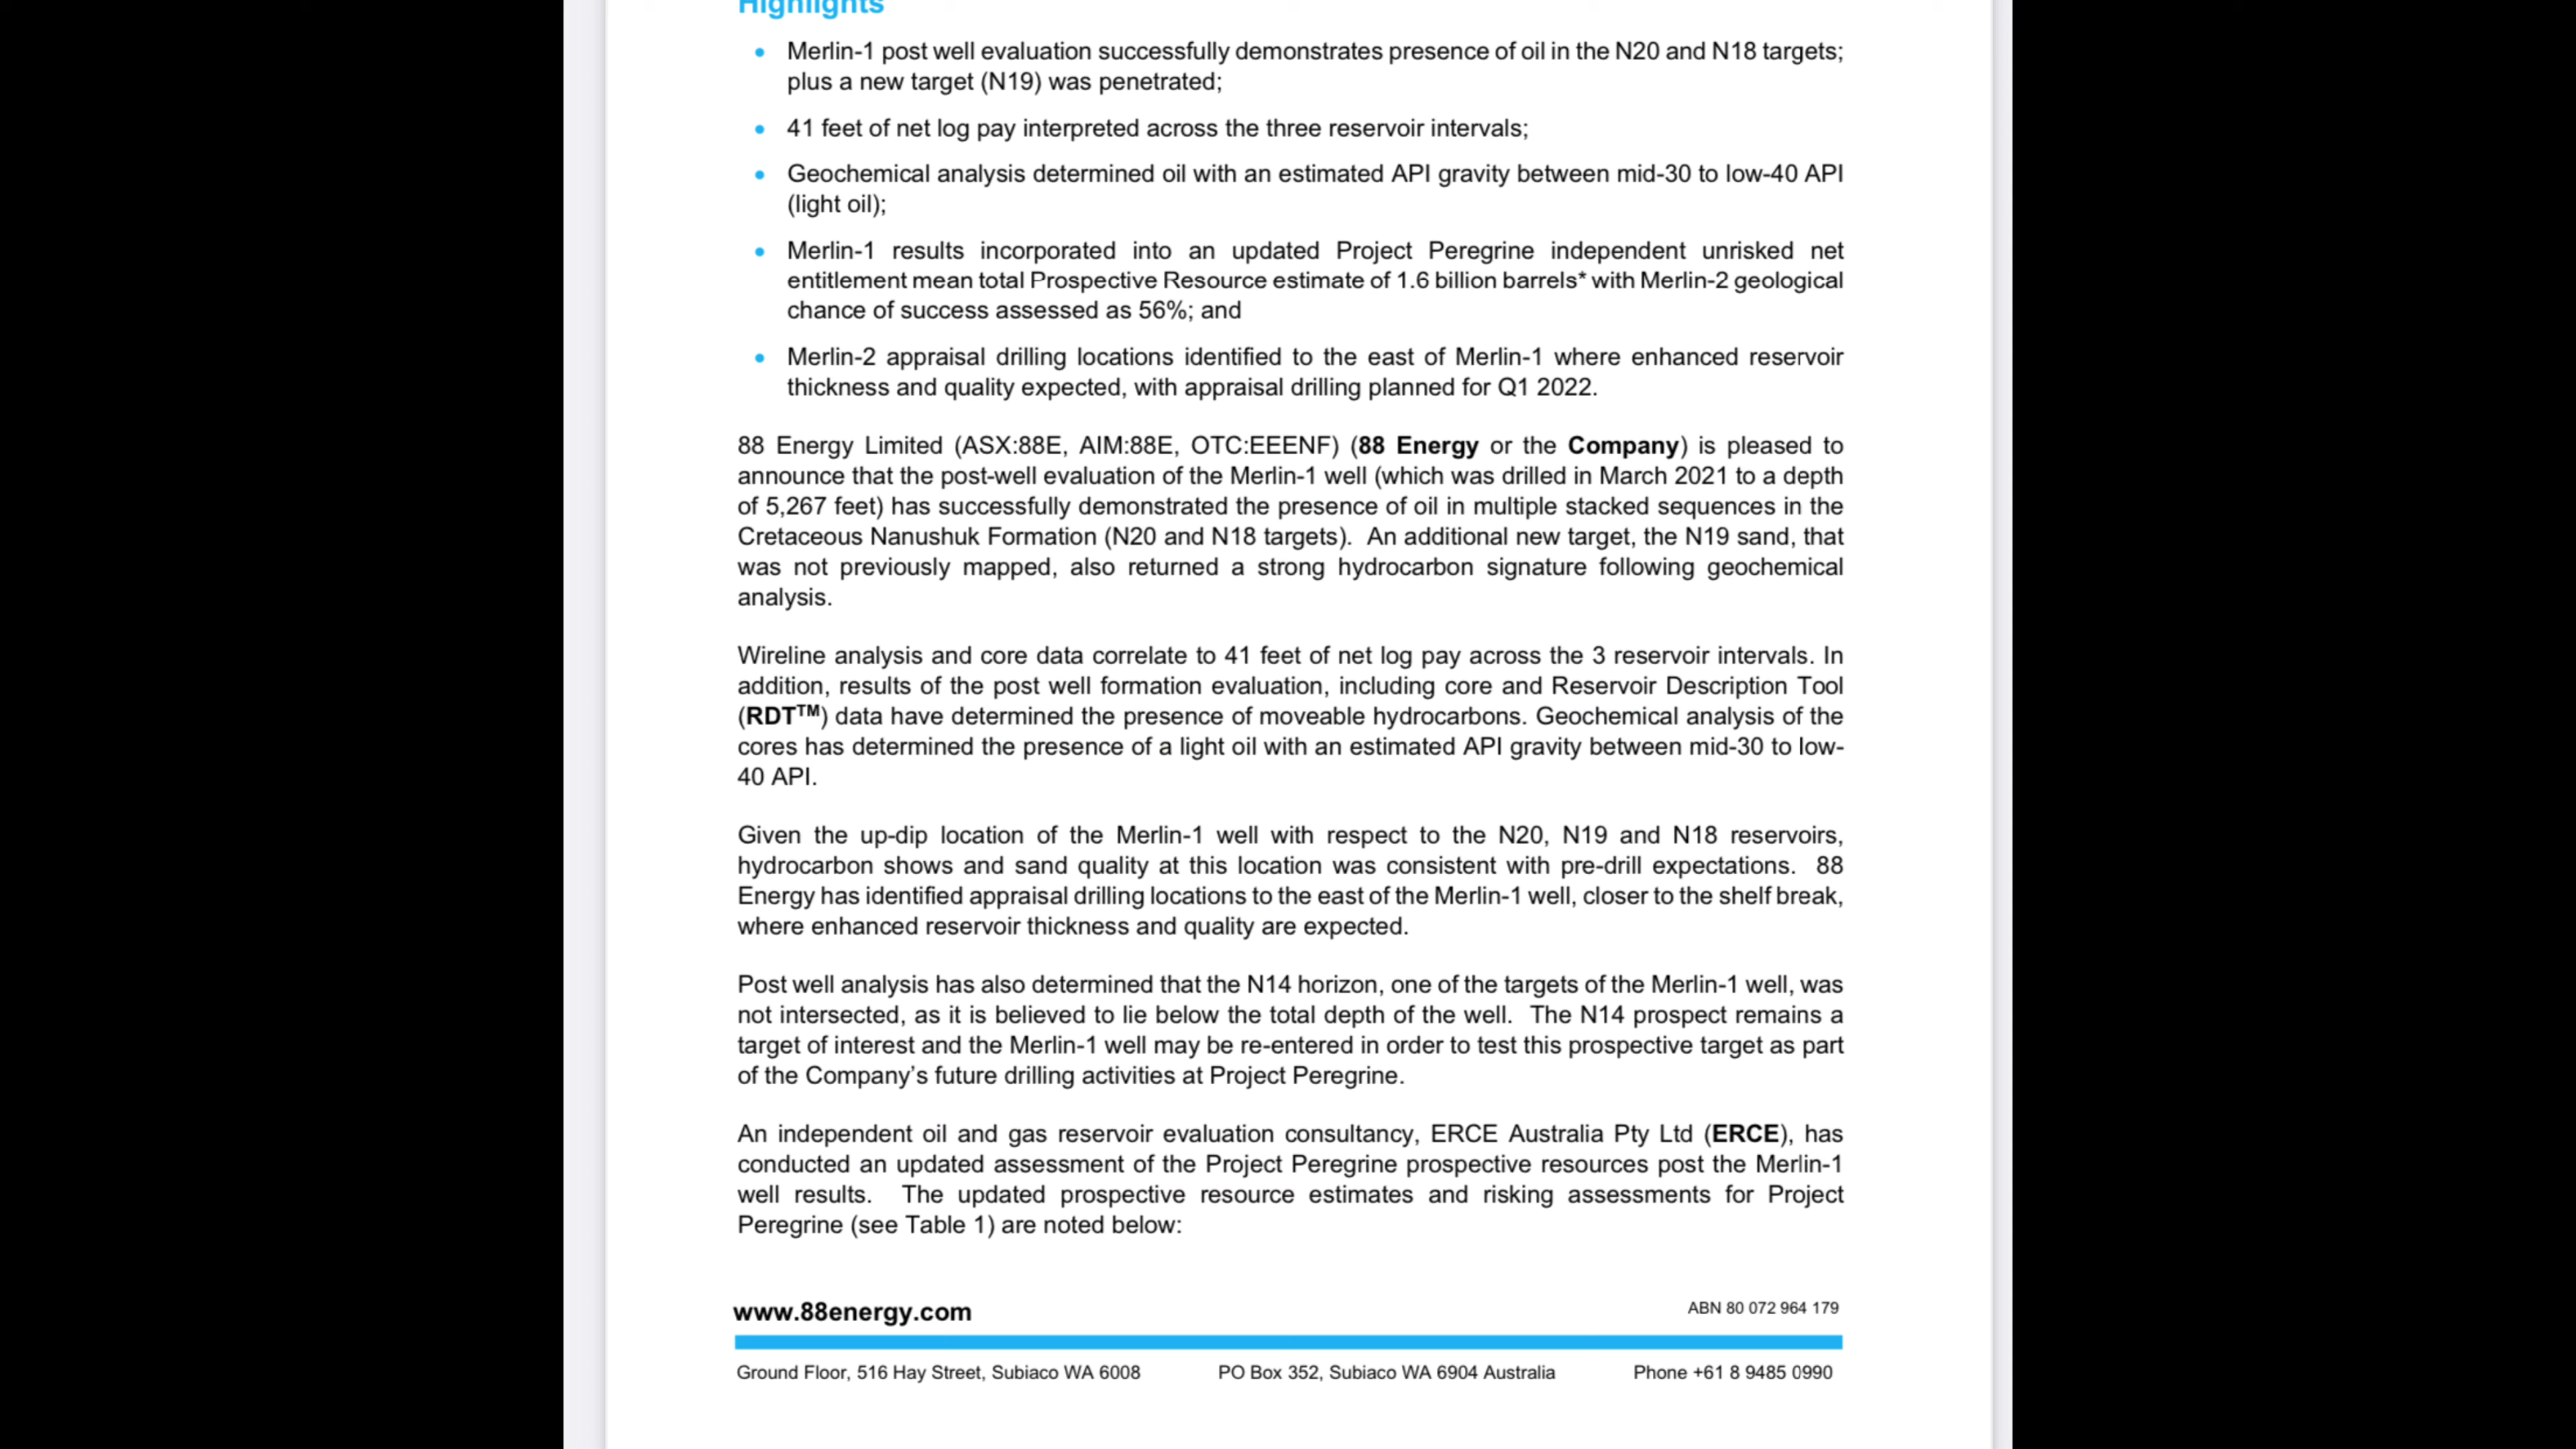 Highlights
• Merlin-1 post well evaluation successfully demonstrates presence of oil in the N20 and N18 targets;
plus a new target (N19) was penetrated;
• 41 feet of net log pay interpreted across the three reservoir intervals;
• Geochemical analysis determined oil with an estimated API gravity between mid-30 to low-40 API
(light oil);
• Merlin-1 results incorporated into an updated Project Peregrine independent unrisked net
entitlement mean total Prospective Resource estimate of 1.6 billion barrels* with Merlin-2 geological
chance of success assessed as 56%; and
• Merlin-2 appraisal drilling locations identified to the east of Merlin-1 where enhanced reservoir
thickness and quality expected, with appraisal drilling planned for Q1 2022.
88 Energy Limited (ASX:88E, AIM:88E, OTC:EEENF) (88 Energy or the Company) is pleased to
announce that the post-well evaluation of the Merlin-1 well (which was drilled in March 2021 to a depth
of 5,267 feet) has successfully demonstrated the presence of oil in multiple stacked sequences in the
Cretaceous Nanushuk Formation (N20 and N18 targets). An additional new target, the N19 sand, that
was not previously mapped, also returned a strong hydrocarbon signature following geochemical
analysis.
Wireline analysis and core data correlate to 41 feet of net log pay across the 3 reservoir intervals. In
addition, results of the post well formation evaluation, including core and Reservoir Description Tool
(RDT™) data have determined the presence of moveable hydrocarbons. Geochemical analysis of the
cores has determined the presence of a light oil with an estimated API gravity between mid-30 to low-
40 API.
Given the up-dip location of the Merlin-1 well with respect to the N20, N19 and N18 reservoirs,
hydrocarbon shows and sand quality at this location was consistent with pre-drill expectations. 88
Energy has identified appraisal drilling locations to the east of the Merlin-1 well, closer to the shelf break,
where enhanced reservoir thickness and quality are expected.
Post well analysis has also determined that the N14 horizon, one of the targets of the Merlin-1 well, was
not intersected, as it is believed to lie below the total depth of the well. The N14 prospect remains a
target of interest and the Merlin-1 well may be re-entered in order to test this prospective target as part
of the Company's future drilling activities at Project Peregrine.
An independent oil and gas reservoir evaluation consultancy, ERCE Australia Pty Ltd (ERCE), has
conducted an updated assessment of the Project Peregrine prospective resources post the Merlin-1
well results. The updated prospective resource estimates and risking assessments for Project
Peregrine (see Table 1) are noted below:
www.88energy.com ABN 80 072 964 179
Ground Floor, 516 Hay Street, Subiaco WA 6008 PO Box 352, Subiaco WA 6904 Australia Phone +61 8 9485 0990